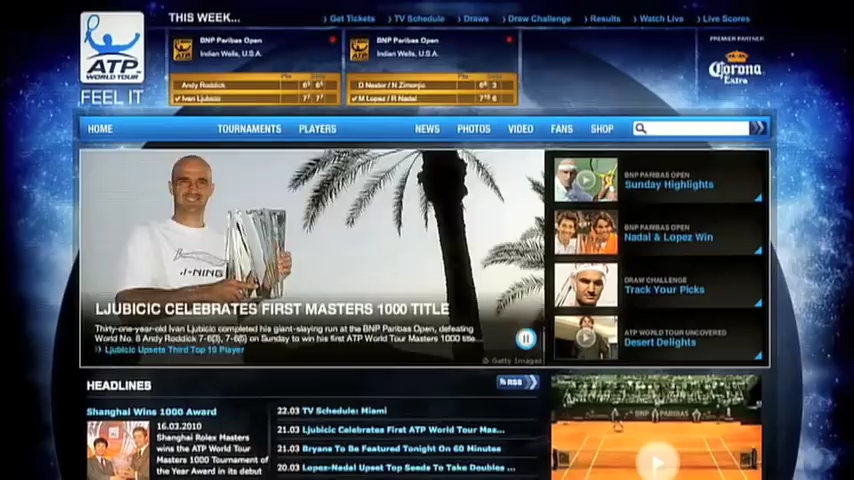 THIS WEEK...
Get Tickets
TV Schedule
Draws
Draw Challenge
Results
Watch Live
Live Scores
ATP
WORLD TOUR
FEEL IT
BNP Paribas Open
Indian Wells, U.S.A.
Andy Roddick
Ivan Ljubicic
BNP Paribas Open
Indian Wells, U.S.A.
D Nestor / N Zimonjic
M Lopez / R Nadal
PREMIER PARTNER
Corona
Extra
HOME
TOURNAMENTS
PLAYERS
NEWS
PHOTOS
VIDEO
FANS
SHOP
J-NING
LJUBICIC CELEBRATES FIRST MASTERS 1000 TITLE
Thirty-one-year-old Ivan Ljubicic completed his giant-slaying run at the BNP Paribas Open, defeating
World No. 8 Andy Roddick 7-6(3), 7-6(5) on Sunday to win his first ATP World Tour Masters 1000 title...
Ljubicic Upsets Third Top 10 Player
© Getty Images
BNP PARIBAS OPEN
Sunday Highlights
BNP PARIBAS OPEN
Nadal & Lopez Win
DRAW CHALLENGE
Track Your Picks
ATP WORLD TOUR UNCOVERED
Desert Delights
HEADLINES
RSS
Shanghai Wins 1000 Award
16.03.2010
Shanghai Rolex Masters
wins the ATP World Tour
Masters 1000 Tournament of
the Year Award in its debut
22.03 TV Schedule: Miami
21.03 Ljubicic Celebrates First ATP World Tour Mas...
21.03 Bryans To Be Featured Tonight On 60 Minutes
20.03 Lopez-Nadal Upset Top Seeds To Take Doubles ...
BNP PARIBAS